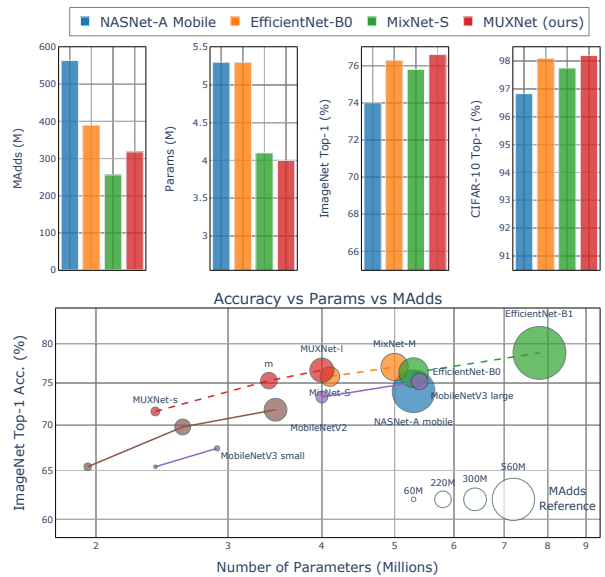 NASNet-A Mobile EfficientNet-B0 MixNet-S MUXNet (ours)
MAdds (M)
600
500
400
300
200
100
0
Params (M)
5.5
5
4.5
4
3.5
3
ImageNet Top-1 (%)
76
74
72
70
68
66
CIFAR-10 Top-1 (%)
98
97
96
95
94
93
92
91
Accuracy vs Params vs MAdds
ImageNet Top-1 Acc. (%)
80
75
70
65
60
EfficientNet-B1
MUXNet-l
MixNet-M
m
EfficientNet-B0
MUXNet-s
MixNet-S
MobileNetV3 large
NASNet-A mobile
MobileNetV2
MobileNetV3 small
60M
220M
300M
560M
MAdds
Reference
2 3 4 5 6 7 8 9
Number of Parameters (Millions)